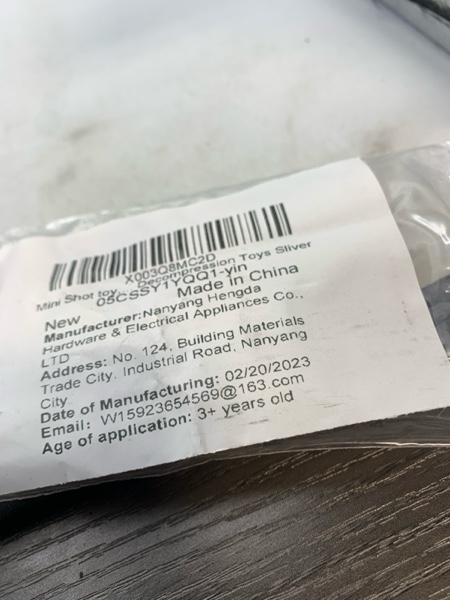 X003Q8MC2D
Mini Shot toy... Decompression Toys Sliver
05CSSY1YQQ1-yin
New
Made in China
Manufacturer:Nanyang Hengda
Hardware & Electrical Appliances Co.,
LTD
Address: No. 124, Building Materials
Trade City, Industrial Road, Nanyang
City
Date of Manufacturing: 02/20/2023
Email: W15923654569@163.com
Age of application: 3+ years old